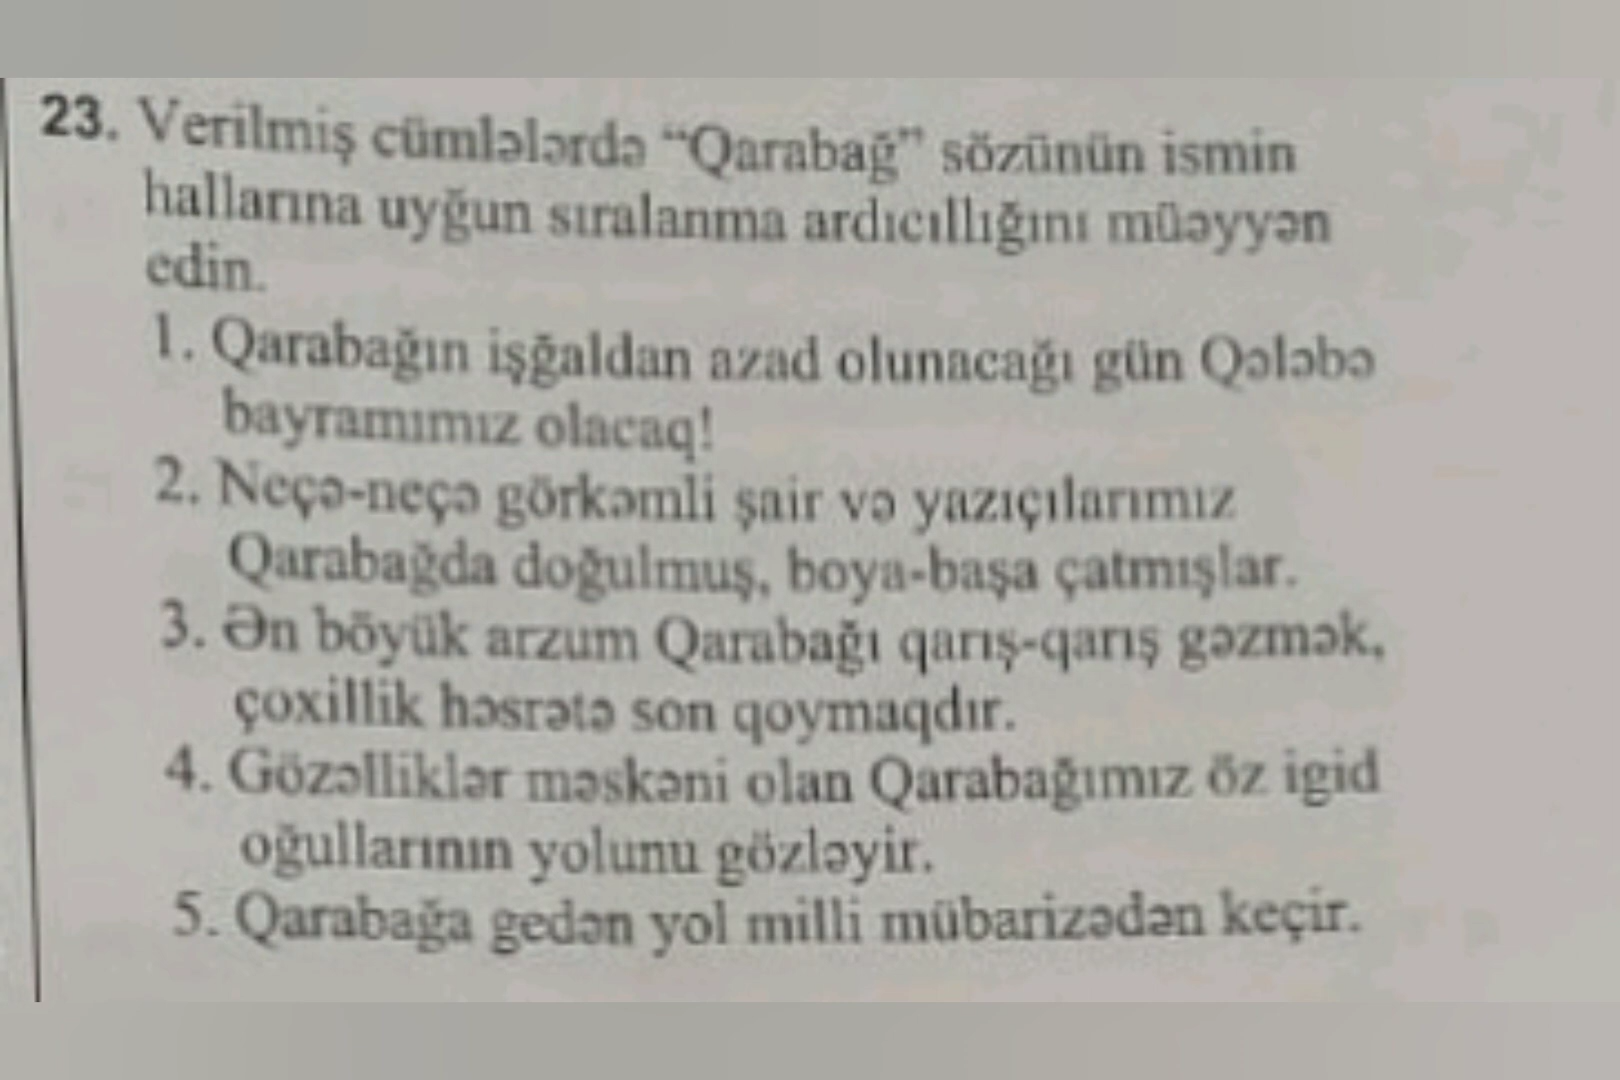 23. Verilmiş cümlələrdə “Qarabağ” sözünün ismin
hallarına uyğun sıralanma ardıcıllığını müəyyən
edin.
1. Qarabağın işğaldan azad olunacağı gün Qələbə
bayramımız olacaq!
2. Neçə-neçə görkəmli şair və yazıçılarımız
Qarabağda doğulmuş, boya-başa çatmışlar.
3. Ən böyük arzum Qarabağı qarış-qarış gəzmək,
çoxillik həsrətə son qoymaqdır.
4. Gözəlliklər məskəni olan Qarabağımız öz igid
oğullarının yolunu gözləyir.
5. Qarabağa gedən yol milli mübarizədən keçir.